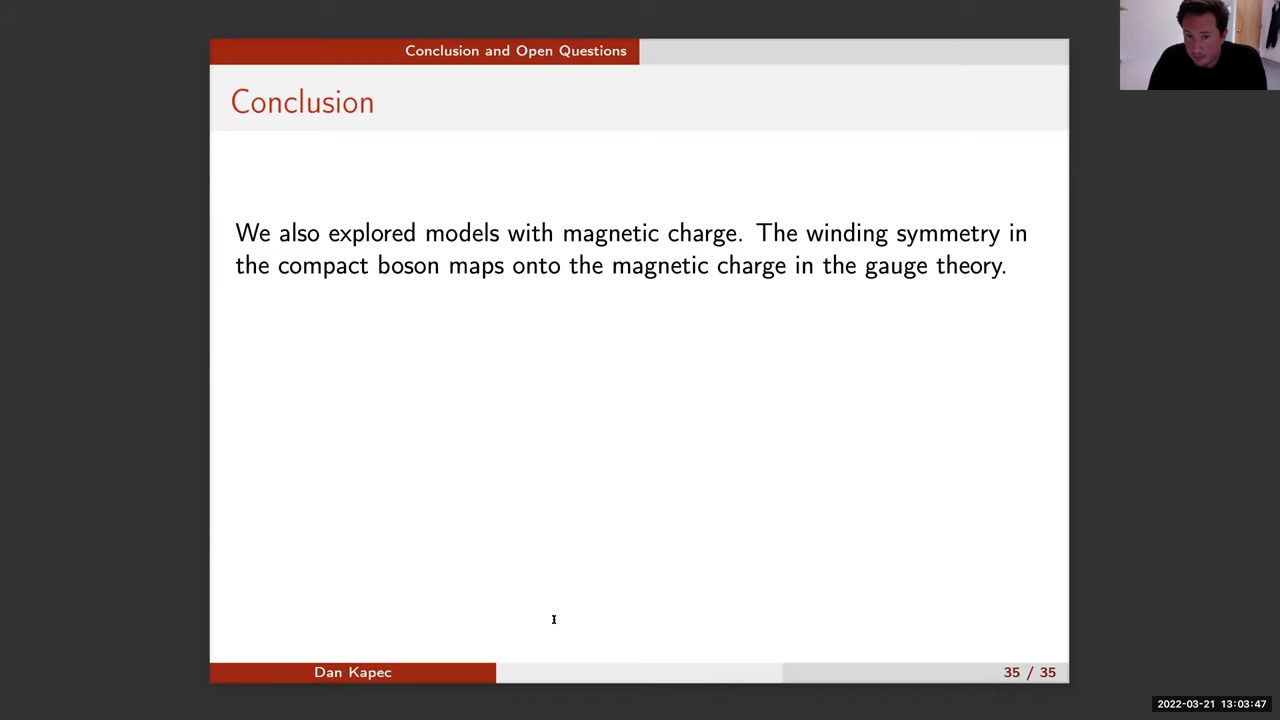 Conclusion and Open Questions
Conclusion
We also explored models with magnetic charge. The winding symmetry in
the compact boson maps onto the magnetic charge in the gauge theory.
Dan Kapec
35 / 35
2022-03-21 13:03:47